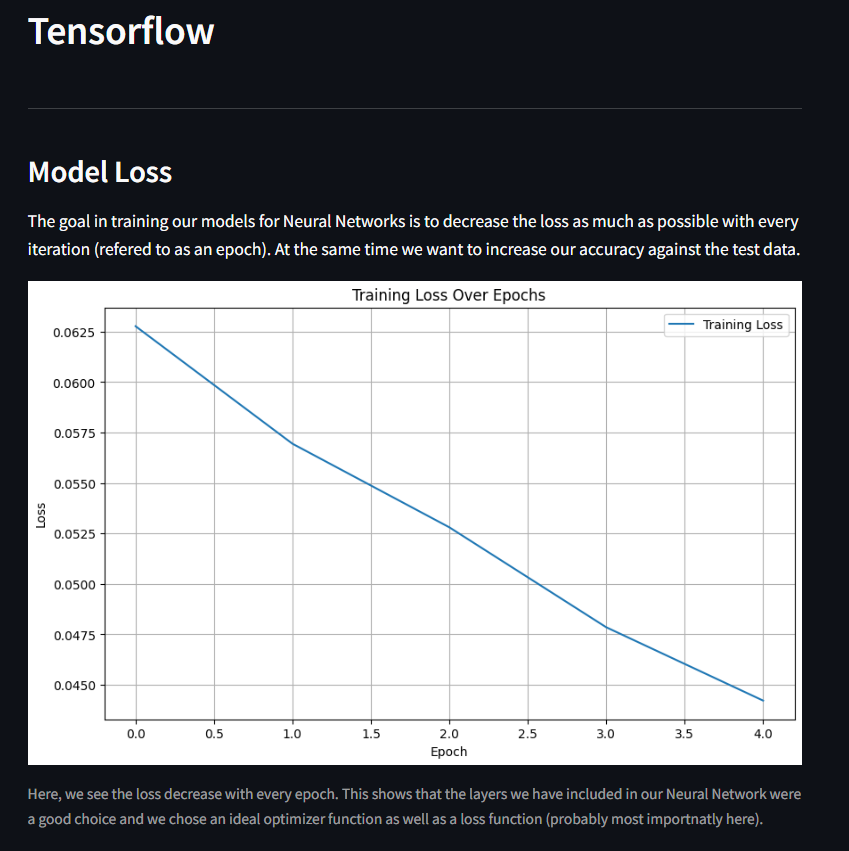 Tensorflow
Model Loss
The goal in training our models for Neural Networks is to decrease the loss as much as possible with every
iteration (refered to as an epoch). At the same time we want to increase our accuracy against the test data.
Training Loss Over Epochs
Training Loss
0.0625
0.0600
0.0575
0.0550
0.0525
0.0500
0.0475
0.0450
Loss
0.0 0.5 1.0 1.5 2.0 2.5 3.0 3.5 4.0
Epoch
Here, we see the loss decrease with every epoch. This shows that the layers we have included in our Neural Network were
a good choice and we chose an ideal optimizer function as well as a loss function (probably most importnatly here).